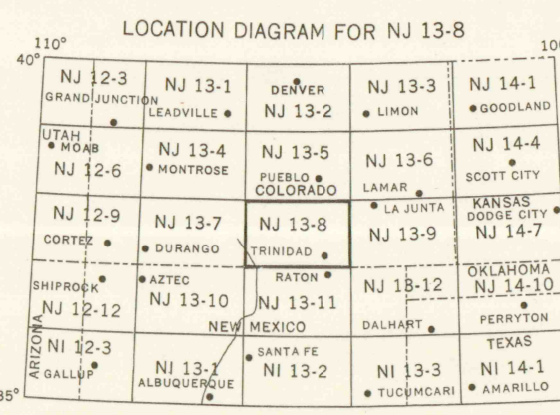 LOCATION DIAGRAM FOR NJ 13-8
110°
40°
NJ 12-3
GRAND JUNCTION
NJ 13-1
LEADVILLE
DENVER
NJ 13-2
NJ 13-3
LIMON
NJ 14-1
GOODLAND
UTAH
MOAB
NJ 12-6
NJ 13-4
MONTROSE
NJ 13-5
PUEBLO
COLORADO
NJ 13-6
LAMAR
NJ 14-4
SCOTT CITY
NJ 12-9
CORTEZ
NJ 13-7
DURANGO
NJ 13-8
TRINIDAD
LA JUNTA
NJ 13-9
KANSAS
DODGE CITY
NJ 14-7
SHIPROCK
NJ 12-12
AZTEC
NJ 13-10
RATON
NJ 13-11
NEW MEXICO
NJ 13-12
DALHART
OKLAHOMA
NJ 14-10
PERRYTON
ARIZONA
NI 12-3
GALLUP
NI 13-1
ALBUQUERQUE
SANTA FE
NI 13-2
NI 13-3
TUCUMCARI
TEXAS
NI 14-1
AMARILLO